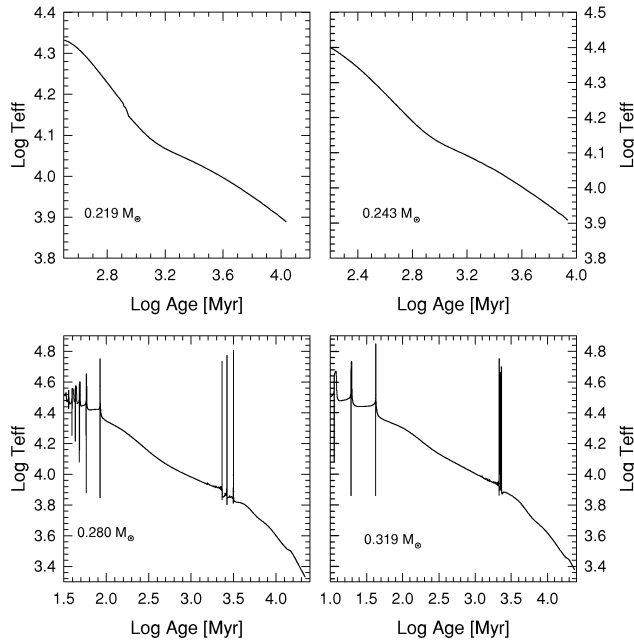 4.4
4.3
4.2
4.1
4.0
3.9
3.8
Log Teff
2.8 3.2 3.6 4.0
Log Age [Myr]
0.219 M⊙
4.5
4.4
4.3
4.2
4.1
4.0
3.9
3.8
Log Teff
2.4 2.8 3.2 3.6 4.0
Log Age [Myr]
0.243 M⊙
4.8
4.6
4.4
4.2
4.0
3.8
3.6
3.4
Log Teff
1.5 2.0 2.5 3.0 3.5 4.0
Log Age [Myr]
0.280 M⊙
4.8
4.6
4.4
4.2
4.0
3.8
3.6
3.4
Log Teff
1.0 1.5 2.0 2.5 3.0 3.5 4.0
Log Age [Myr]
0.319 M⊙